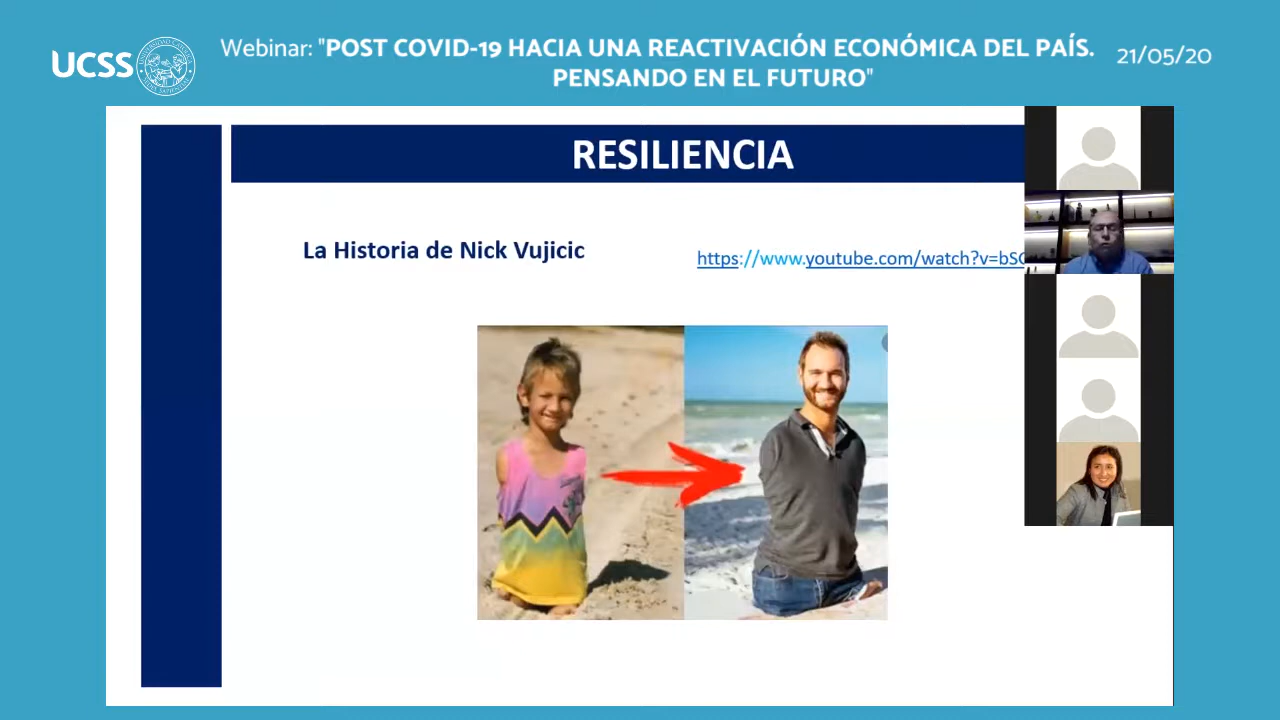 UCSS
Webinar: "POST COVID-19 HACIA UNA REACTIVACIÓN ECONÓMICA DEL PAÍS.
PENSANDO EN EL FUTURO"
21/05/20
RESILIENCIA
La Historia de Nick Vujicic
https://www.youtube.com/watch?v=bS